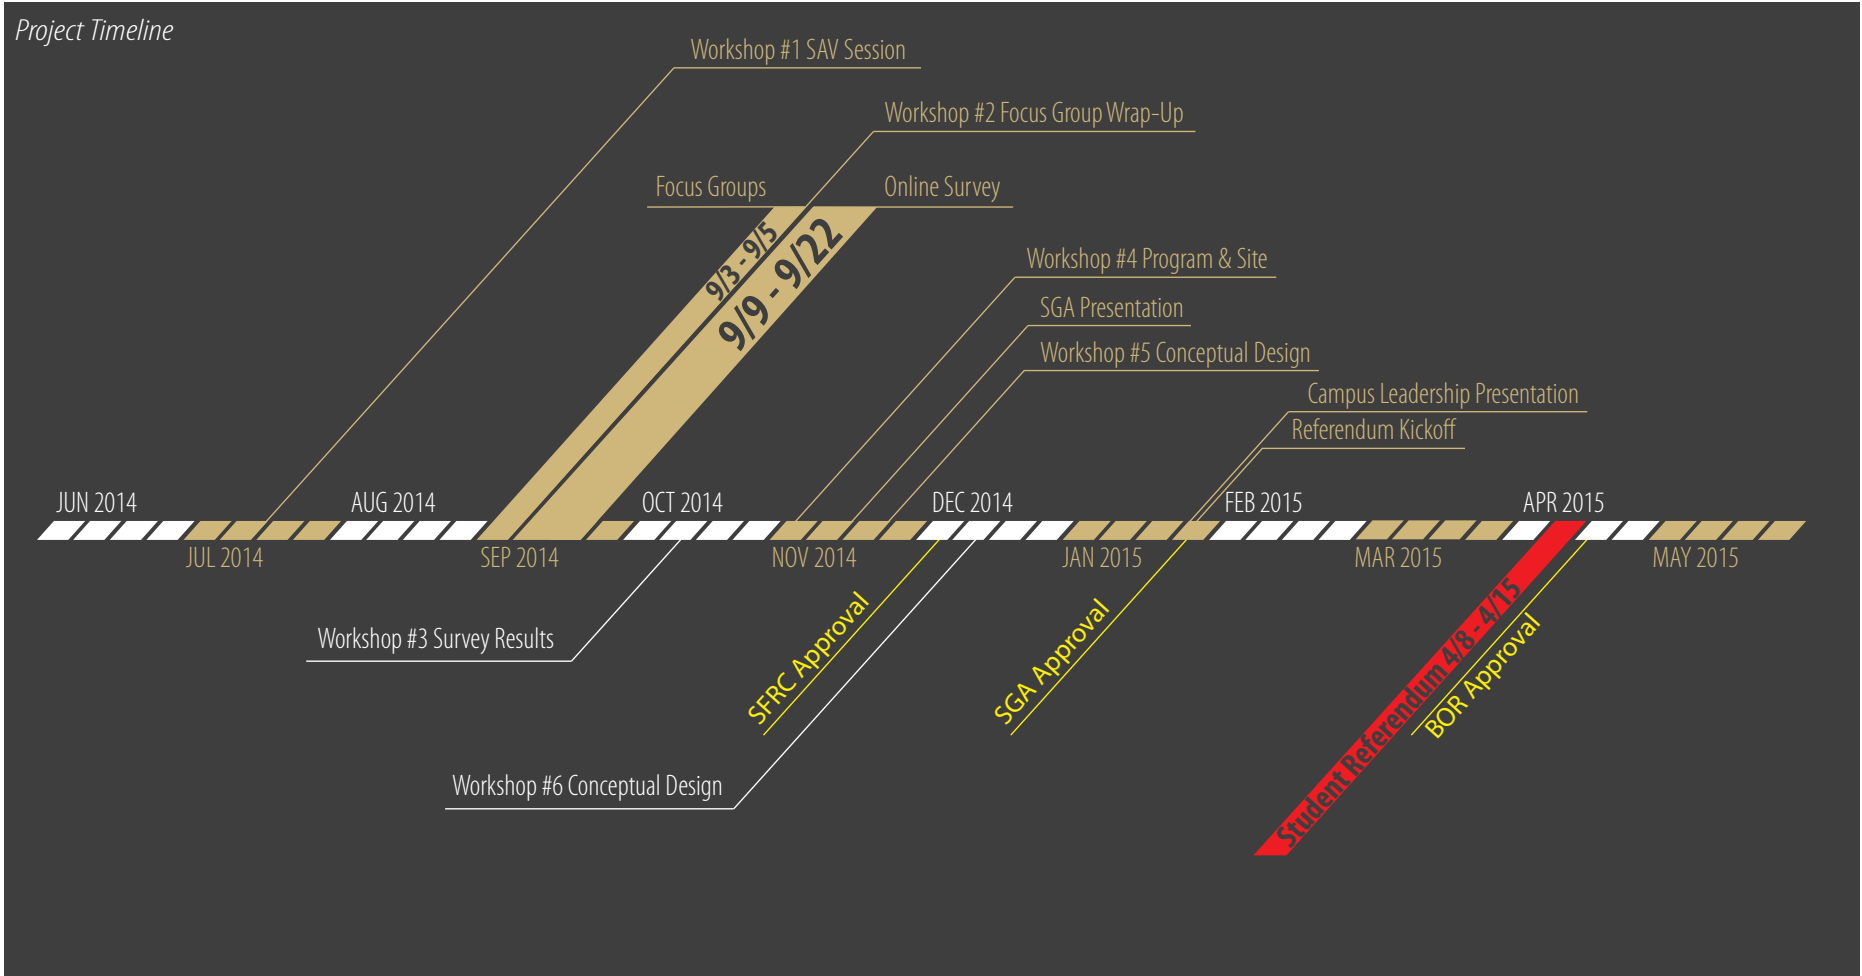 Project Timeline
Workshop #1 SAV Session
Workshop #2 Focus Group Wrap-Up
Focus Groups
Online Survey
9/3 - 9/5
9/9 - 9/22
Workshop #4 Program & Site
SGA Presentation
Workshop #5 Conceptual Design
Campus Leadership Presentation
Referendum Kickoff
JUN 2014
AUG 2014
OCT 2014
DEC 2014
FEB 2015
APR 2015
JUL 2014
SEP 2014
NOV 2014
JAN 2015
MAR 2015
MAY 2015
Workshop #3 Survey Results
SFRC Approval
SGA Approval
Student Referendum 4/8 - 4/15
BOR Approval
Workshop #6 Conceptual Design